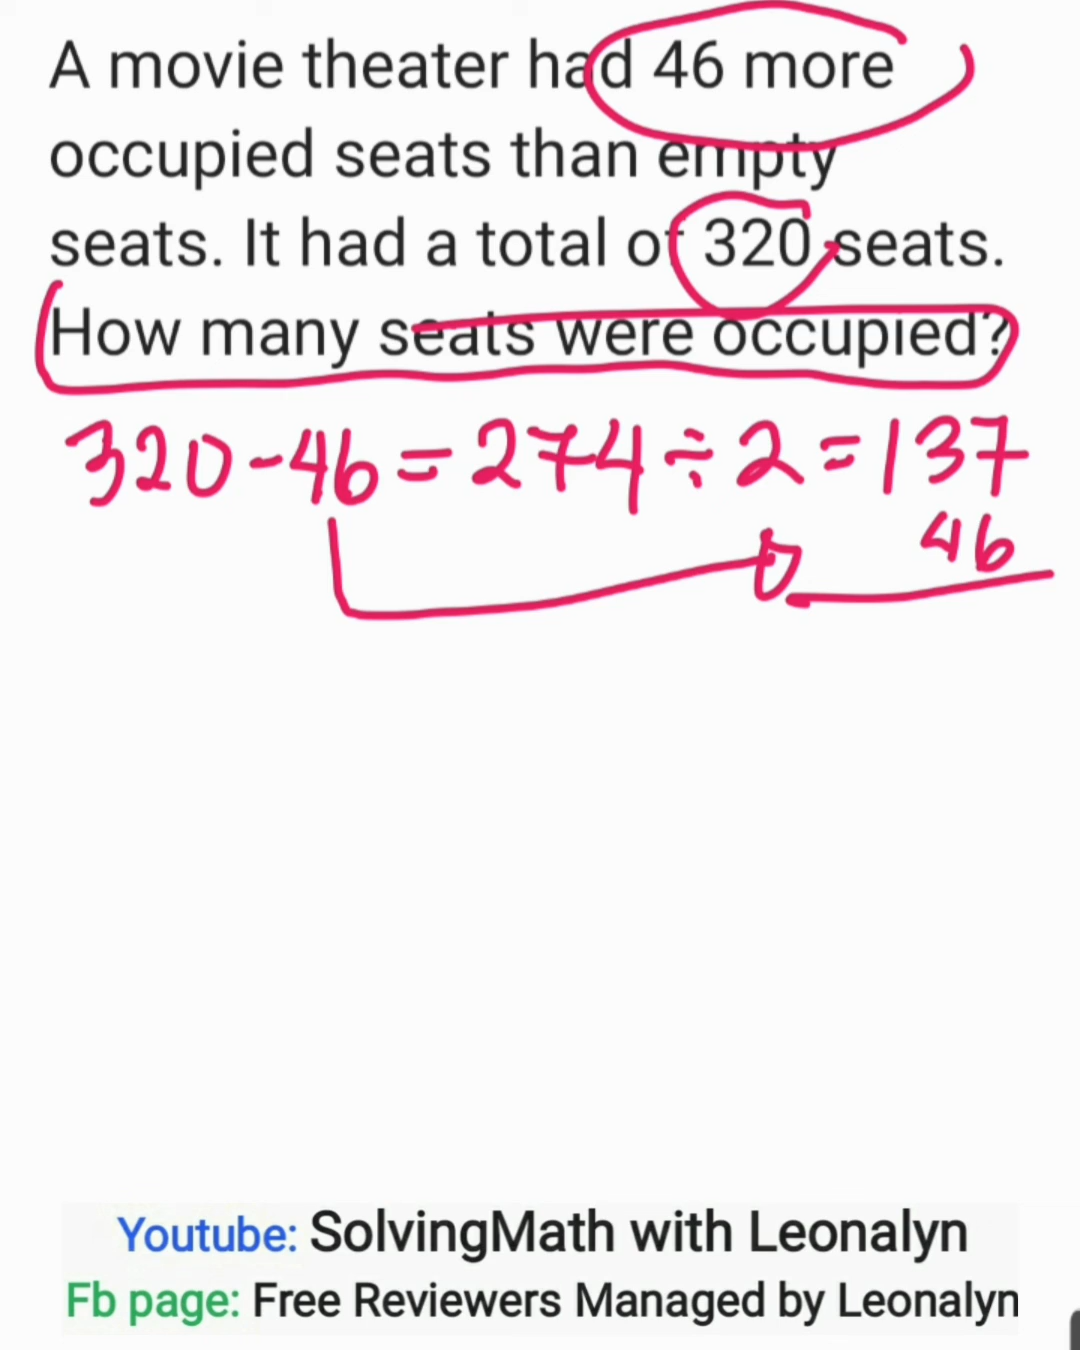 A movie theater had 46 more
occupied seats than empty
seats. It had a total of 320 seats.
How many seats were occupied?
320-46=274÷2=137
46
Youtube: SolvingMath with Leonalyn
Fb page: Free Reviewers Managed by Leonalyn